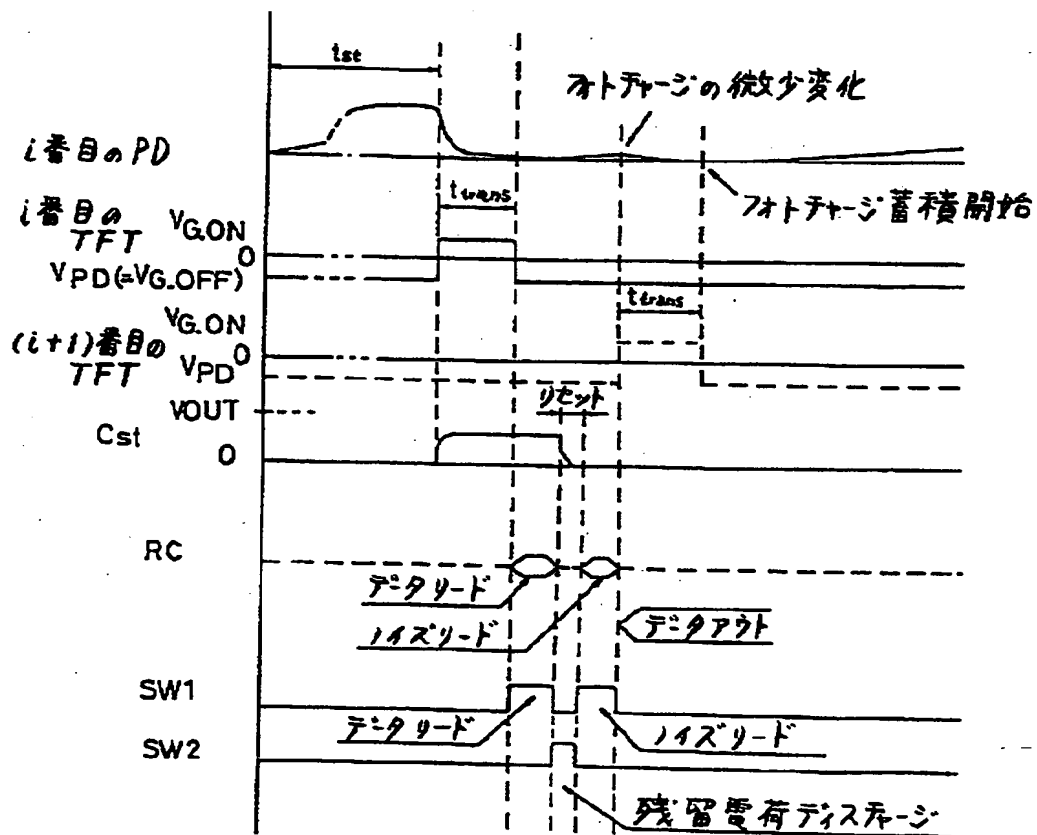 tst
フォトチャージの微少変化
i番目のPD
ttrans
フォトチャージ蓄積開始
i番目の
TFT
VG.ON
0
VPD(=VG.OFF)
ttrans
VG.ON
(i+1)番目の
TFT
0
VPD
リセット
VOUT
Cst
0
RC
データリード
ノイズリード
データアウト
SW1
データリード
ノイズリード
SW2
残留電荷ディスチャージ